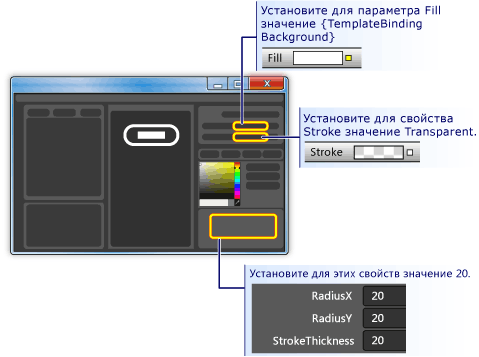 Установите для параметра Fill
значение {TemplateBinding
Background}
Fill
Установите для свойства
Stroke значение Transparent.
Stroke
Установите для этих свойств значение 20.
RadiusX 20
RadiusY 20
StrokeThickness 20